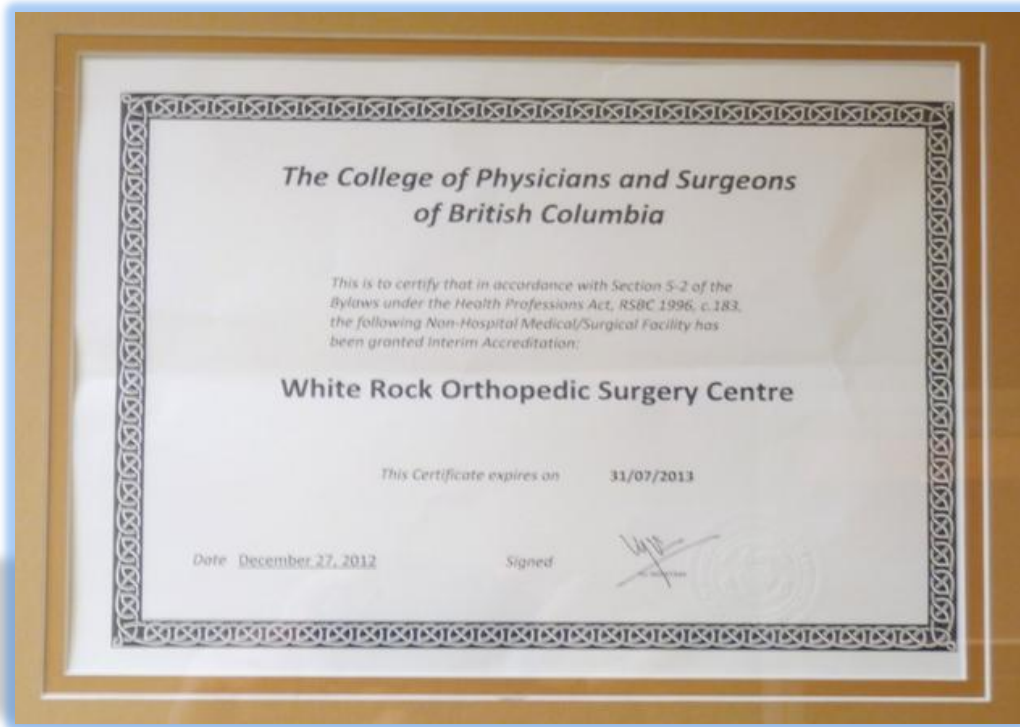 The College of Physicians and Surgeons
of British Columbia
This is to certify that in accordance with Section 5-2 of the
Bylaws under the Health Professions Act, RSBC 1996, c.183,
the following Non-Hospital Medical/Surgical Facility has
been granted Interim Accreditation:
White Rock Orthopedic Surgery Centre
This Certificate expires on 31/07/2013
Date December 27, 2012 Signed